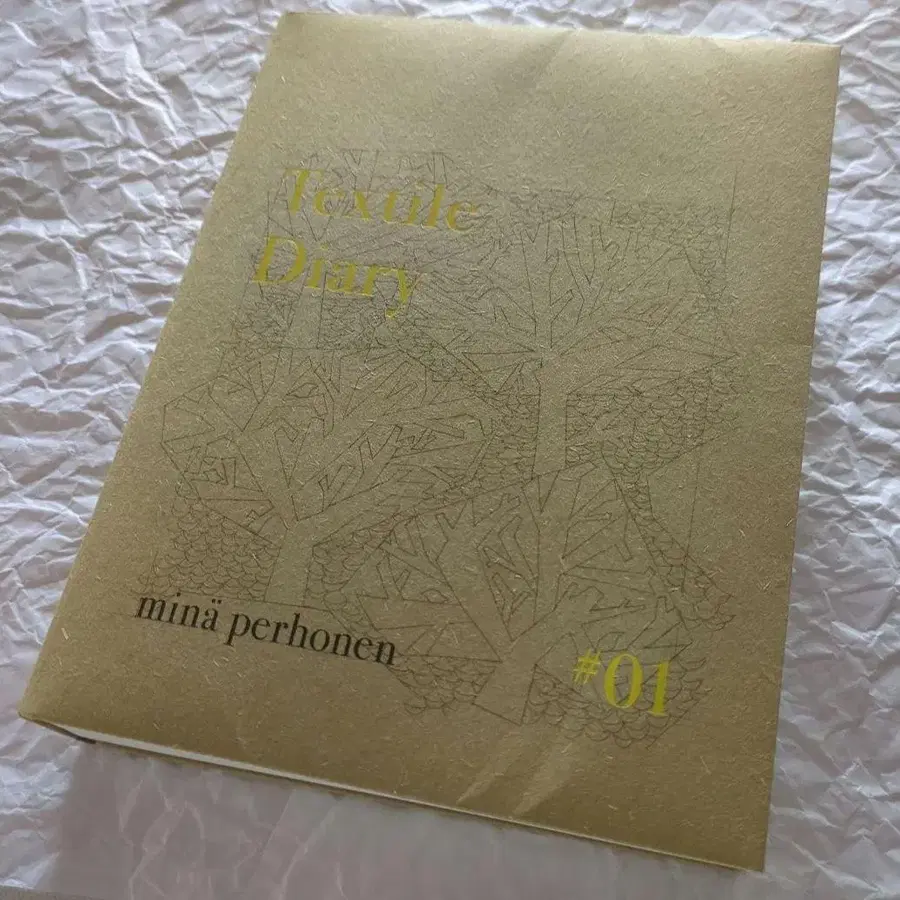 Textile
Diary
minä perhonen
#01